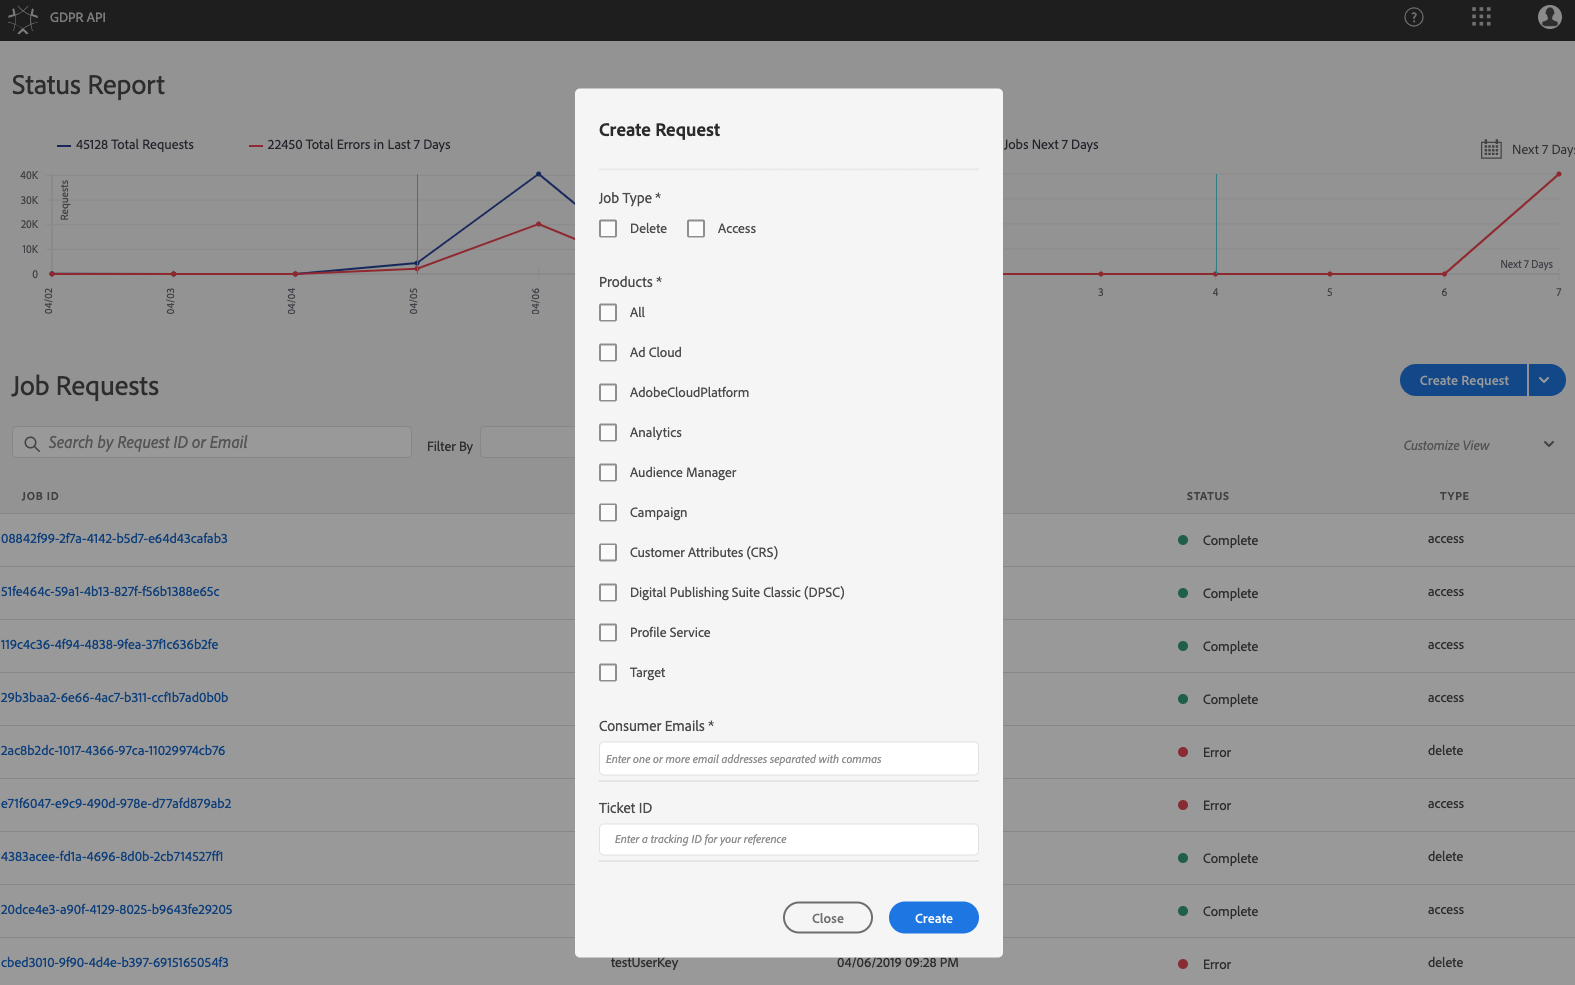 GDPR API
?
Status Report
45128 Total Requests
22450 Total Errors in Last 7 Days
Jobs Next 7 Days
Next 7 Day
40K
30K
20K
10K
0
Requests
04/02
04/03
04/04
04/05
04/06
Next 7 Days
3
4
5
6
7
Job Requests
Create Request
Search by Request ID or Email
Filter By
Customize View
JOB ID
STATUS
TYPE
08842f99-2f7a-4142-b5d7-e64d43cafab3
Complete
access
51fe464c-59a1-4b13-827f-f56b1388e65c
Complete
access
119c4c36-4f94-4838-9fea-37f1c636b2fe
Complete
access
29b3baa2-6e66-4ac7-b311-ccf1b7ad0b0b
Complete
access
2ac8b2dc-1017-4366-97ca-11029974cb76
Error
delete
e71f6047-e9c9-490d-978e-d77afd879ab2
Error
access
4383acee-fd1a-4696-8d0b-2cb714527ff1
Complete
delete
20dce4e3-a90f-4129-8025-b9643fe29205
Complete
access
cbed3010-9f90-4d4e-b397-6915165054f3
testUserKey
04/06/2019 09:28 PM
Error
delete
Create Request
Job Type *
Delete
Access
Products *
All
Ad Cloud
AdobeCloudPlatform
Analytics
Audience Manager
Campaign
Customer Attributes (CRS)
Digital Publishing Suite Classic (DPSC)
Profile Service
Target
Consumer Emails *
Enter one or more email addresses separated with commas
Ticket ID
Enter a tracking ID for your reference
Close
Create